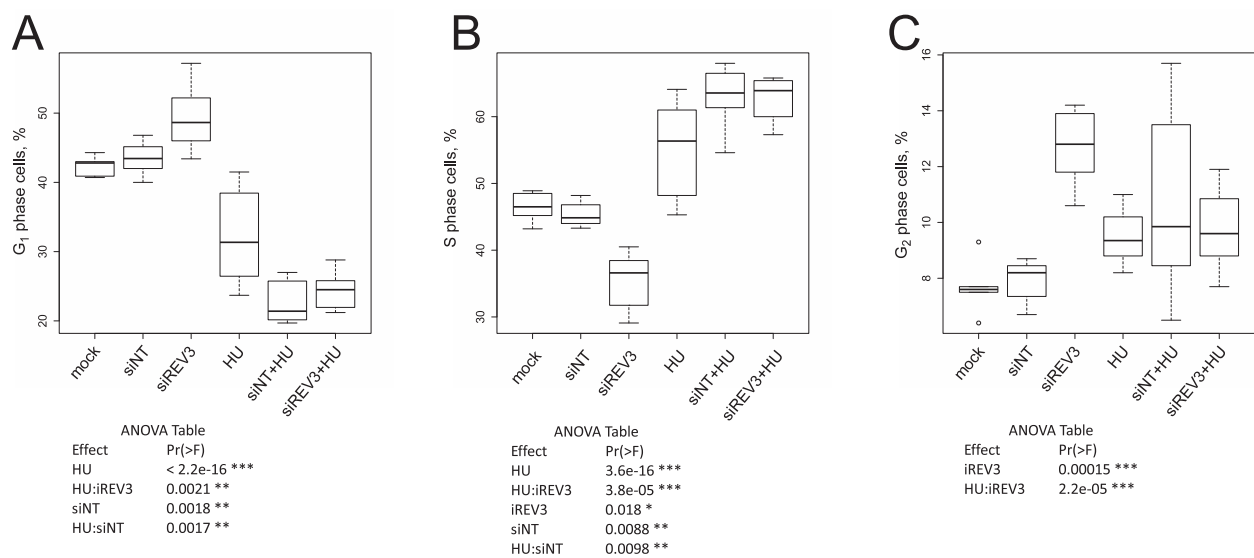 A
B
C
G1 phase cells, %
50
40
30
20
mock
siNT
siREV3
HU
siNT+HU
siREV3+HU
S phase cells, %
60
50
40
30
mock
siNT
siREV3
HU
siNT+HU
siREV3+HU
G2 phase cells, %
16
14
12
10
8
mock
siNT
siREV3
HU
siNT+HU
siREV3+HU
ANOVA Table
Effect Pr(>F)
HU < 2.2e-16 ***
HU:iREV3 0.0021 **
siNT 0.0018 **
HU:siNT 0.0017 **
ANOVA Table
Effect Pr(>F)
HU 3.6e-16 ***
HU:iREV3 3.8e-05 ***
iREV3 0.018 *
siNT 0.0088 **
HU:siNT 0.0098 **
ANOVA Table
Effect Pr(>F)
iREV3 0.00015 ***
HU:iREV3 2.2e-05 ***